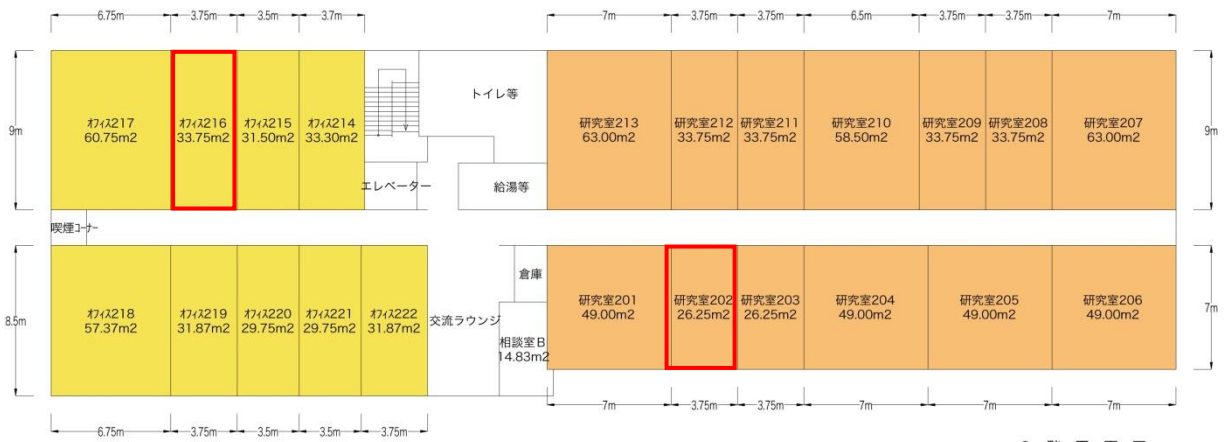 6.75m 3.75m 3.5m 3.7m 7m 3.75m 3.75m 6.5m 3.75m 3.75m 7m
9m
オフィス217
60.75m2
オフィス216
33.75m2
オフィス215
31.50m2
オフィス214
33.30m2
トイレ等
エレベーター
給湯等
研究室213
63.00m2
研究室212
33.75m2
研究室211
33.75m2
研究室210
58.50m2
研究室209
33.75m2
研究室208
33.75m2
研究室207
63.00m2
9m
喫煙コーナー
8.5m
オフィス218
57.37m2
オフィス219
31.87m2
オフィス220
29.75m2
オフィス221
29.75m2
オフィス222
31.87m2
交流ラウンジ
倉庫
相談室B
14.83m2
研究室201
49.00m2
研究室202
26.25m2
研究室203
26.25m2
研究室204
49.00m2
研究室205
49.00m2
研究室206
49.00m2
7m
7m 3.75m 3.75m 7m 7m 7m
6.75m 3.75m 3.5m 3.5m 3.75m